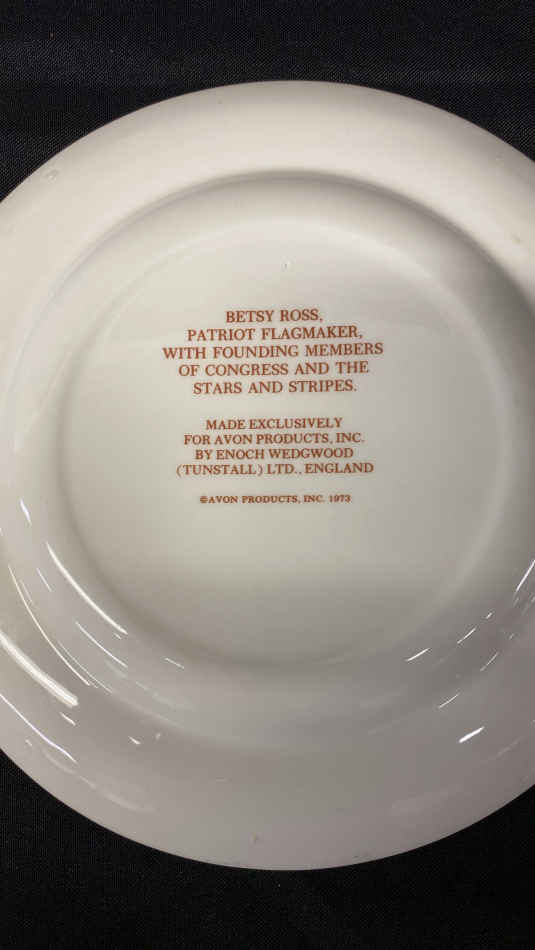 BETSY ROSS,
PATRIOT FLAGMAKER,
WITH FOUNDING MEMBERS
OF CONGRESS AND THE
STARS AND STRIPES.
MADE EXCLUSIVELY
FOR AVON PRODUCTS, INC.
BY ENOCH WEDGWOOD
(TUNSTALL) LTD., ENGLAND
©AVON PRODUCTS, INC. 1973